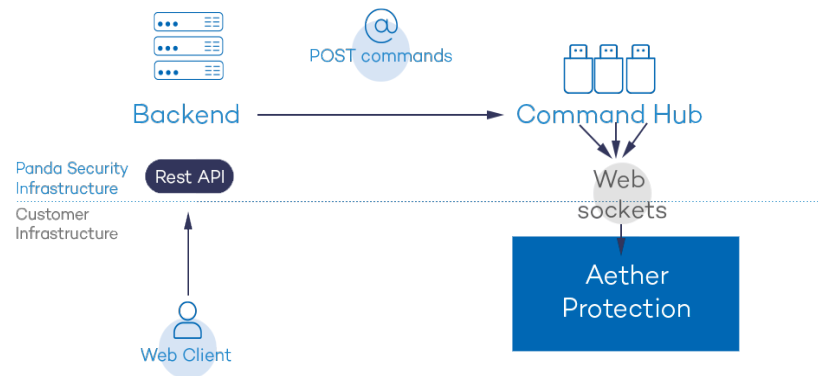 @
POST commands
Backend
Command Hub
Panda Security
Infrastructure
Rest API
Web
sockets
Customer
Infrastructure
Aether
Protection
Web Client